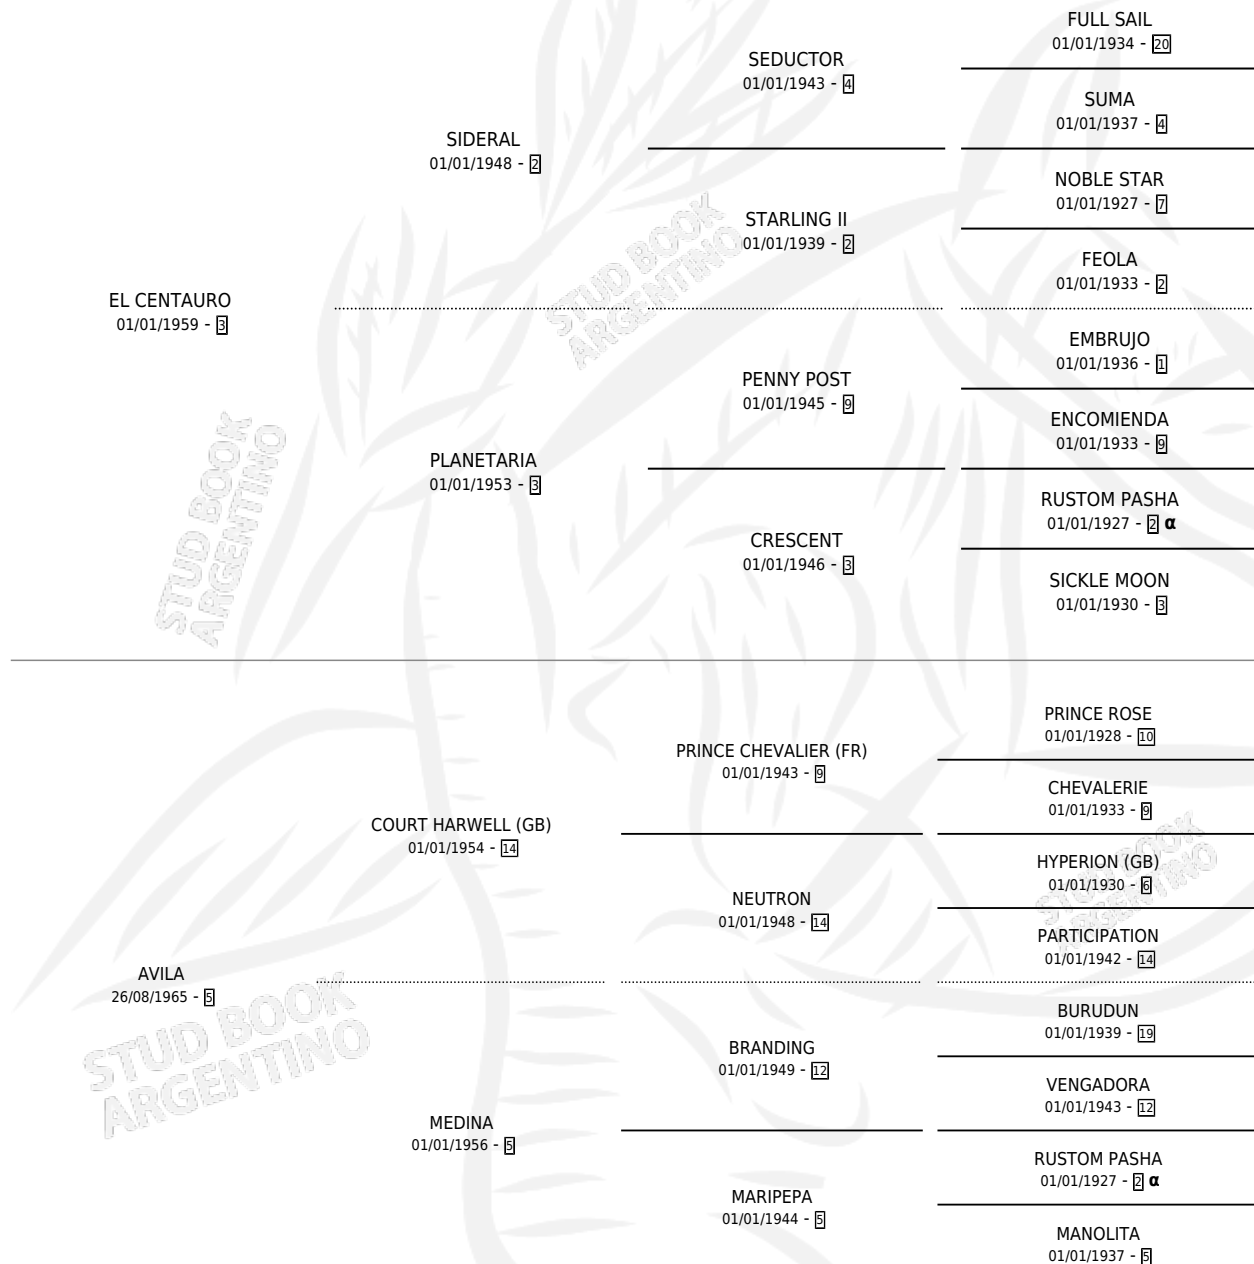 FULL SAIL
01/01/1934 - 20
SEDUCTOR
01/01/1943 - 4
SUMA
01/01/1937 - 4
SIDERAL
01/01/1948 - 2
NOBLE STAR
01/01/1927 - 7
STARLING II
01/01/1939 - 2
FEOLA
01/01/1933 - 2
EL CENTAURO
01/01/1959 - 3
EMBRUJO
01/01/1936 - 1
PENNY POST
01/01/1945 - 9
ENCOMIENDA
01/01/1933 - 9
PLANETARIA
01/01/1953 - 3
RUSTOM PASHA
01/01/1927 - 2 α
CRESCENT
01/01/1946 - 3
SICKLE MOON
01/01/1930 - 3
PRINCE ROSE
01/01/1928 - 10
PRINCE CHEVALIER (FR)
01/01/1943 - 9
CHEVALERIE
01/01/1933 - 9
COURT HARWELL (GB)
01/01/1954 - 14
HYPERION (GB)
01/01/1930 - 6
NEUTRON
01/01/1948 - 14
PARTICIPATION
01/01/1942 - 14
AVILA
26/08/1965 - 5
BURUDUN
01/01/1939 - 19
BRANDING
01/01/1949 - 12
VENGADORA
01/01/1943 - 12
MEDINA
01/01/1956 - 5
RUSTOM PASHA
01/01/1927 - 2 α
MARIPEPA
01/01/1944 - 5
MANOLITA
01/01/1937 - 5
STUD BOOK
ARGENTINO
STUD BOOK
ARGENTINO
STUD BOOK
ARGENTINO
STUD BOOK
ARGENTINO